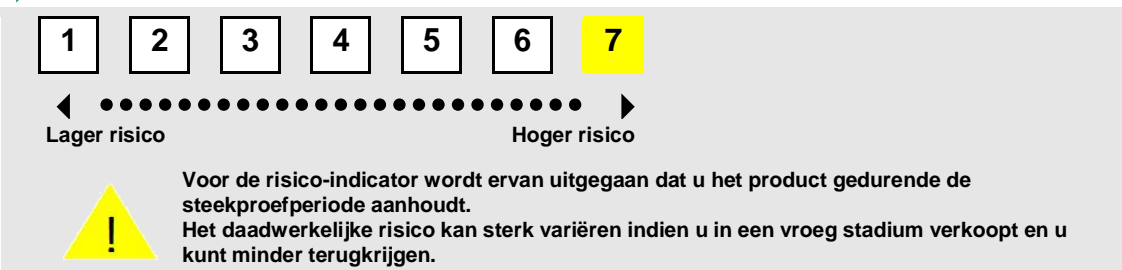 1 2 3 4 5 6 7
Lager risico Hoger risico
Voor de risico-indicator wordt ervan uitgegaan dat u het product gedurende de
steekproefperiode aanhoudt.
Het daadwerkelijke risico kan sterk variëren indien u in een vroeg stadium verkoopt en u
! kunt minder terugkrijgen.